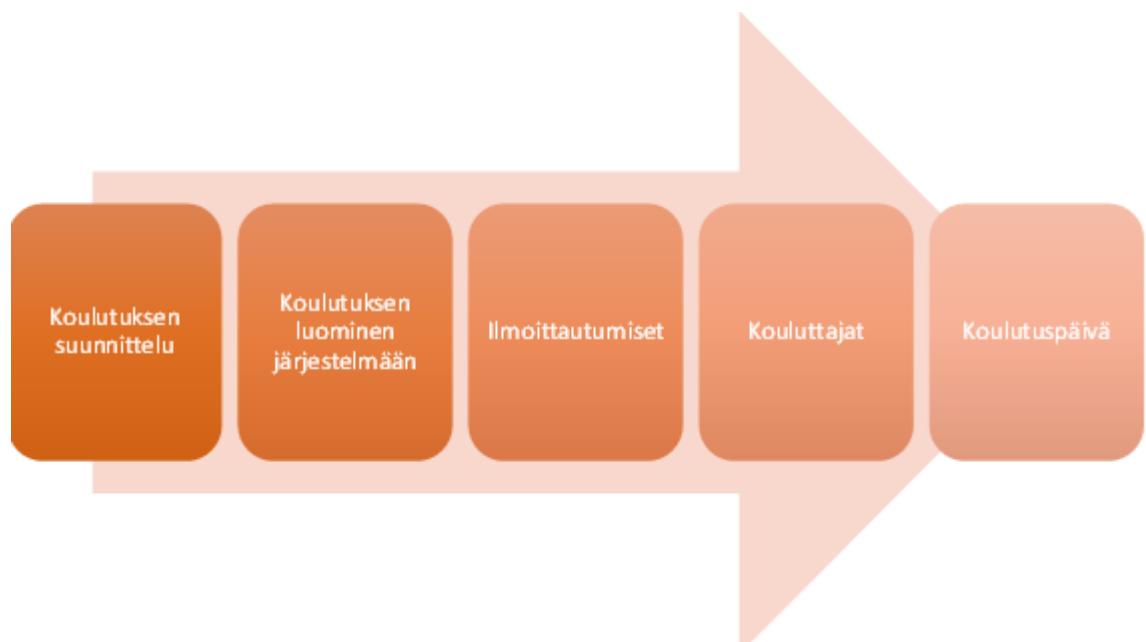 Koulutuksen
suunnittelu
Koulutuksen
luominen
järjestelmään
Ilmoittautumiset
Kouluttajat
Koulutuspäivä